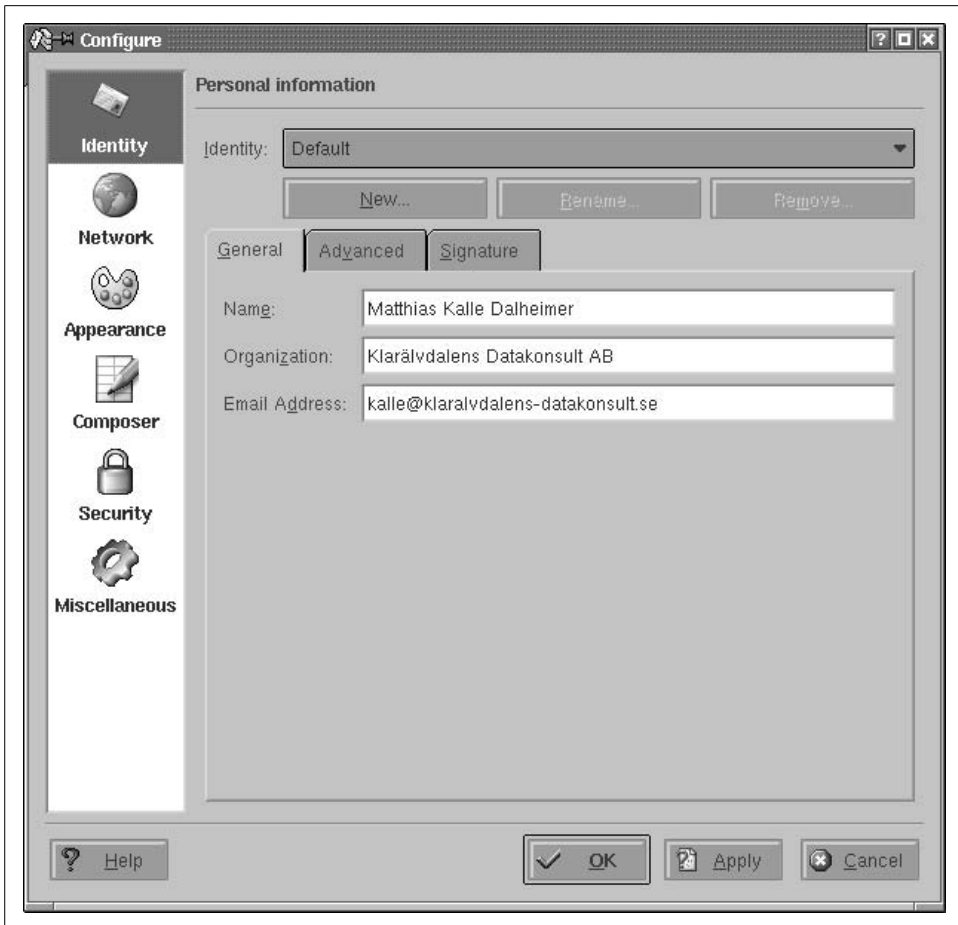 Configure
Personal information
Identity
Identity: Default
New... Rename... Remove...
Network
General Advanced Signature
Name: Matthias Kalle Dalheimer
Appearance
Organization: Klarälvdalens Datakonsult AB
Email Address: kalle@klaralvdalens-datakonsult.se
Composer
Security
Miscellaneous
Help OK Apply Cancel